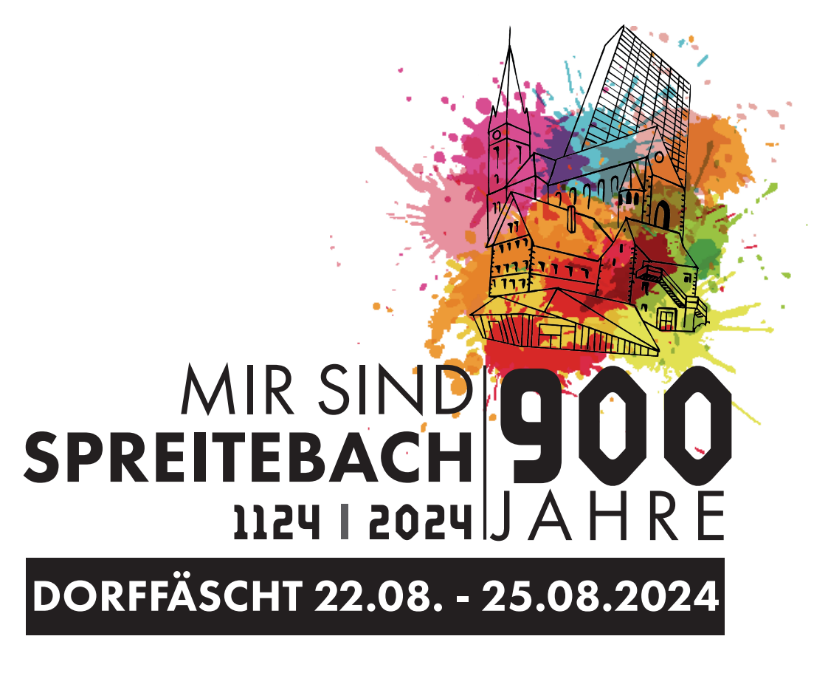 MIR SIND
SPREITEBACH
1124 | 2024
900
JAHRE
DORFFÄSCHT 22.08. - 25.08.2024